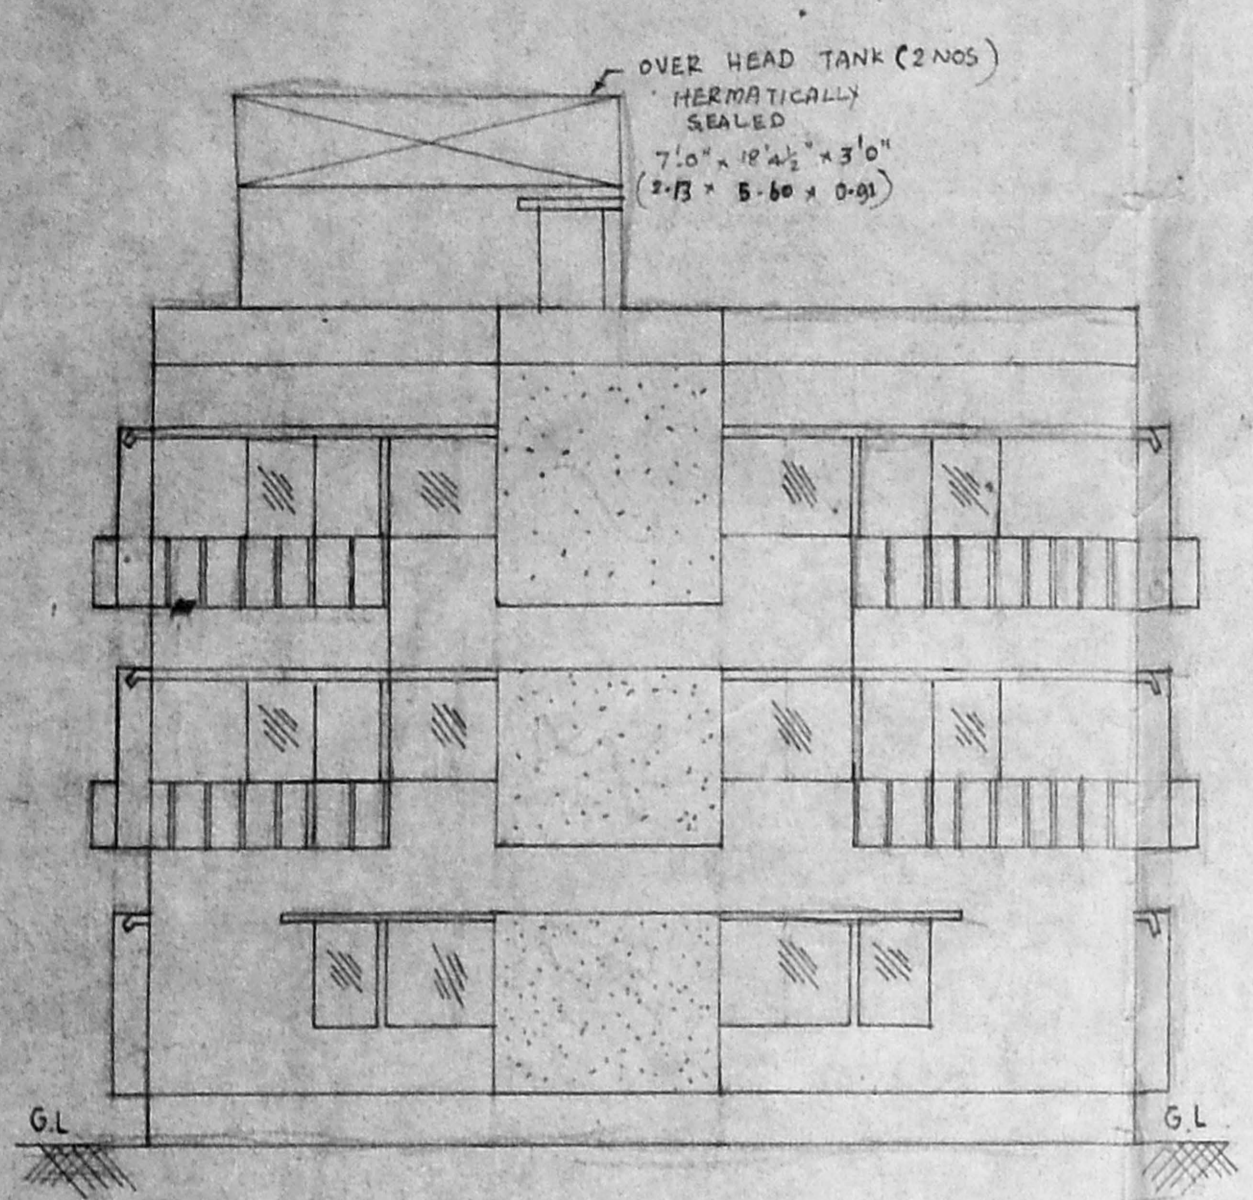 OVER HEAD TANK (2 NOS)
HERMATICALLY
SEALED
7'0" x 18'4½" x 3'0"
(2.13 x 5.60 x 0.91)
G.L
G.L